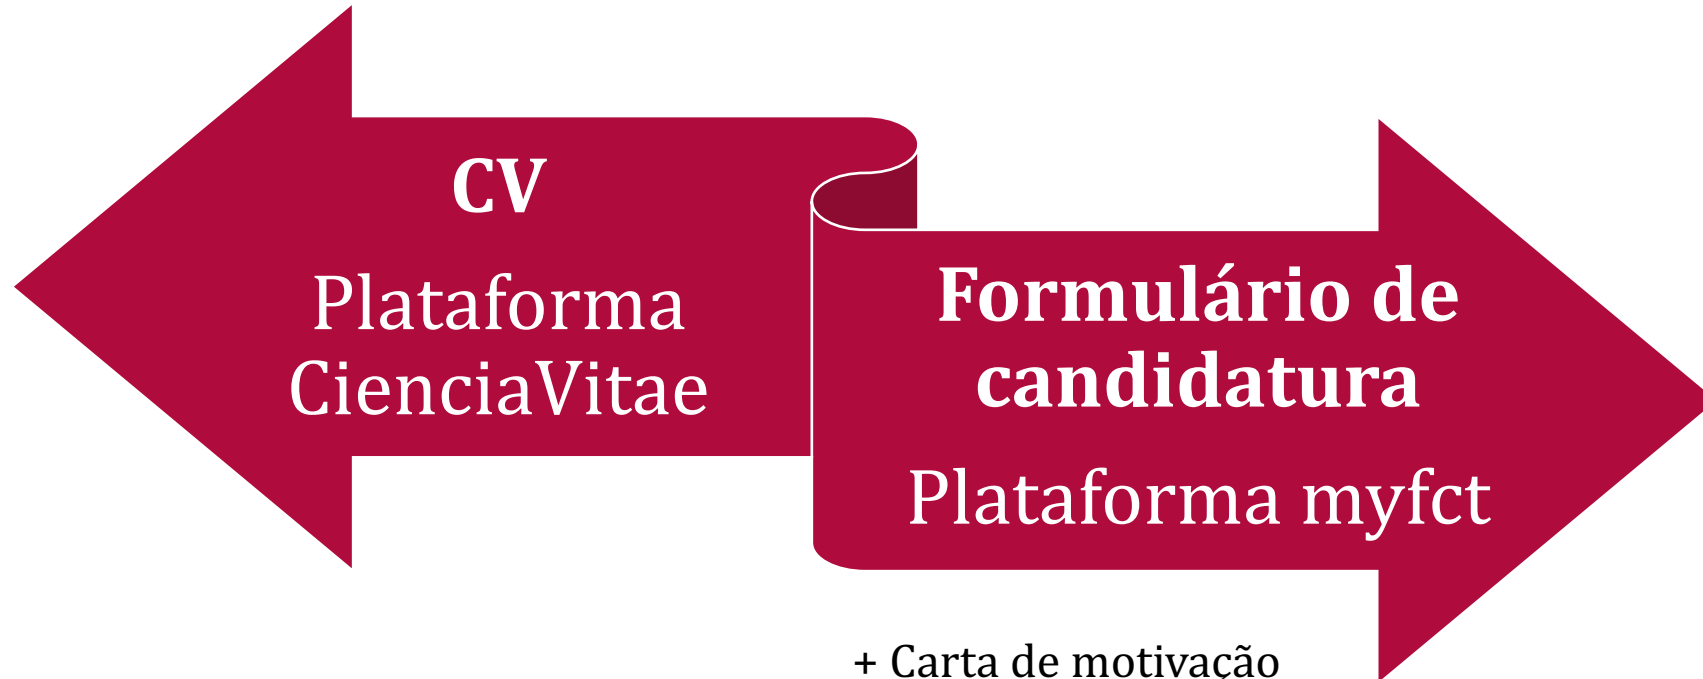 CV
Plataforma
CienciaVitae
Formulário de
candidatura
Plataforma myfct
+ Carta de motivação